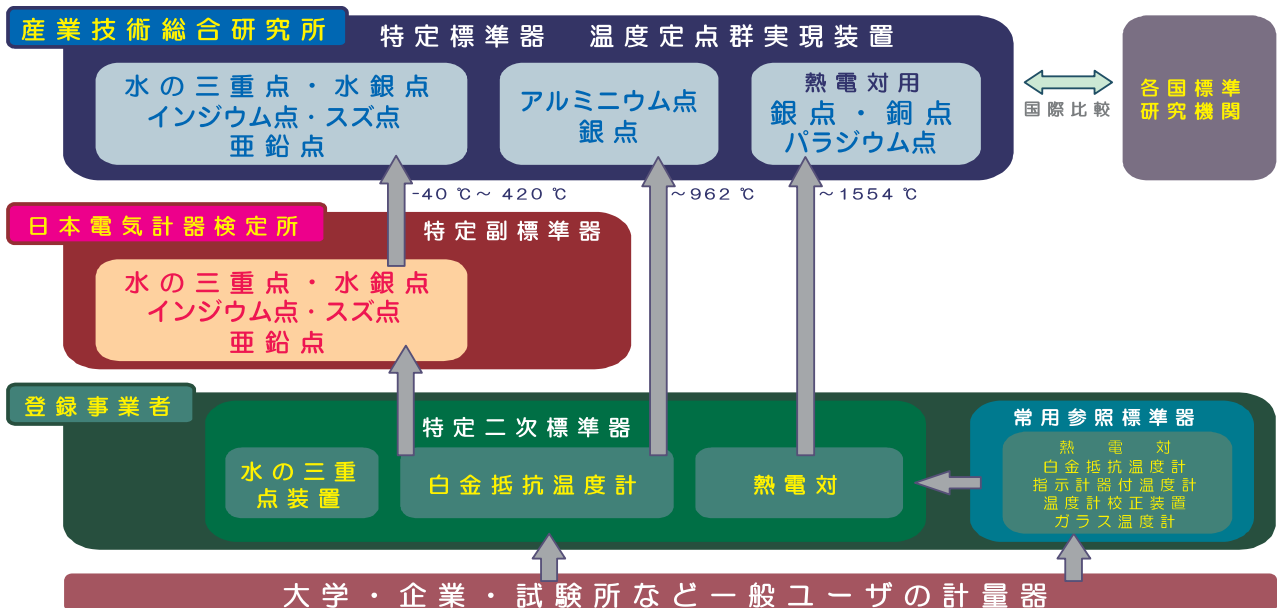 産業技術総合研究所
特定標準器 温度定点群実現装置
水の三重点・水銀点
インジウム点・スズ点
亜鉛点
アルミニウム点
銀点
熱電対用
銀点・銅点
パラジウム点
国際比較
各国標準
研究機関
-40 ℃～ 420 ℃
～962 ℃
～1554 ℃
日本電気計器検定所
特定副標準器
水の三重点・水銀点
インジウム点・スズ点
亜鉛点
登録事業者
特定二次標準器
水の三重
点装置
白金抵抗温度計
熱電対
常用参照標準器
熱電対
白金抵抗温度計
指示計器付温度計
温度計校正装置
ガラス温度計
大学・企業・試験所など一般ユーザの計量器